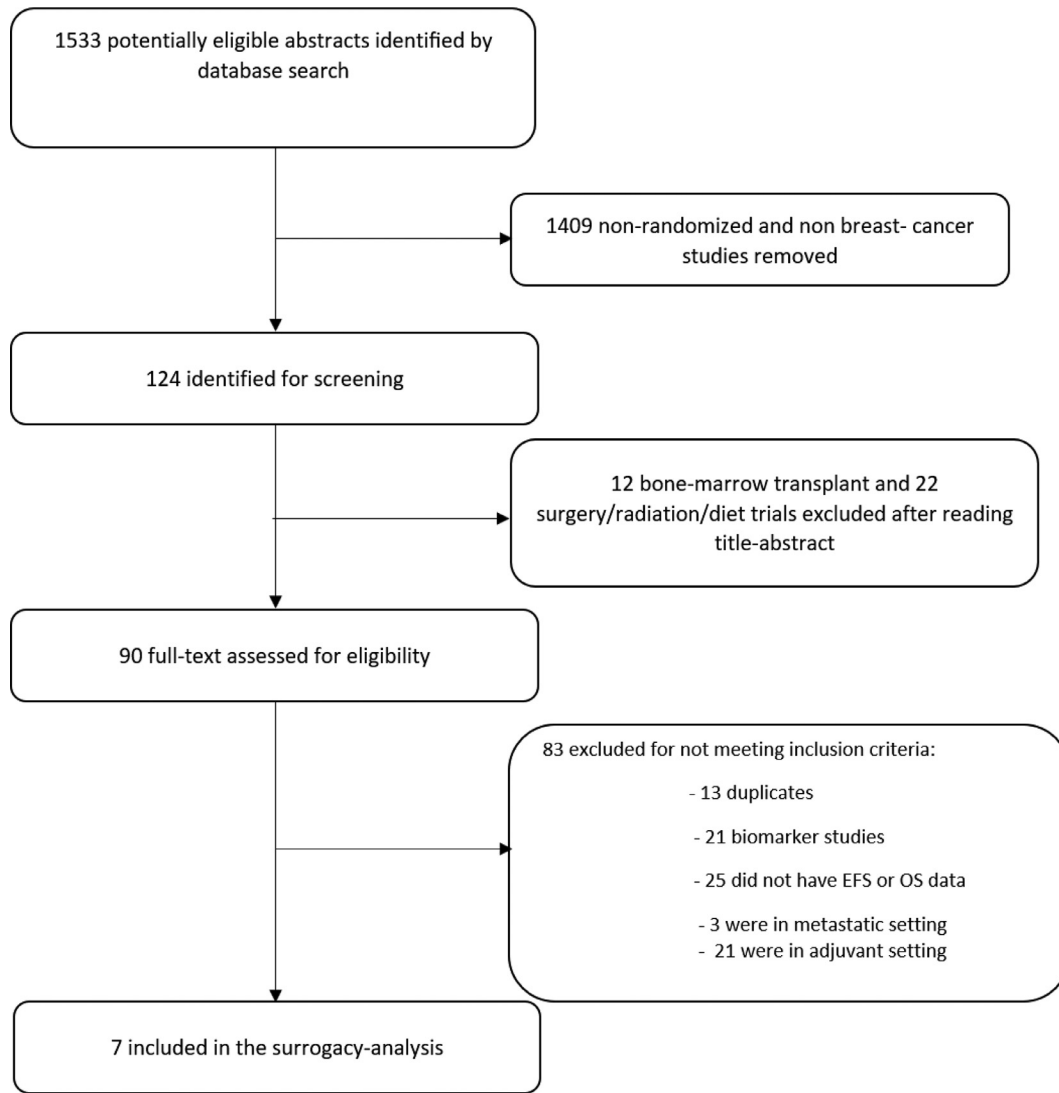 1533 potentially eligible abstracts identified by
database search
1409 non-randomized and non breast- cancer
studies removed
124 identified for screening
12 bone-marrow transplant and 22
surgery/radiation/diet trials excluded after reading
title-abstract
90 full-text assessed for eligibility
83 excluded for not meeting inclusion criteria:
- 13 duplicates
- 21 biomarker studies
- 25 did not have EFS or OS data
- 3 were in metastatic setting
- 21 were in adjuvant setting
7 included in the surrogacy-analysis